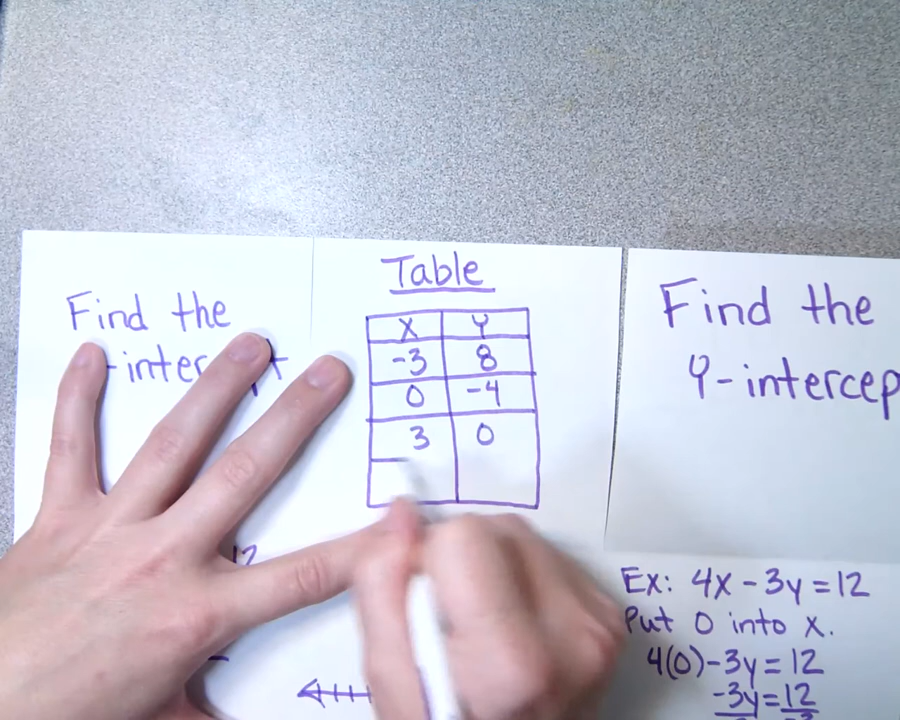 Find the
Table
X Y
-3 8
0 -4
3 0
12
Find the
Y-intercep
Ex: 4x - 3y = 12
Put 0 into x.
4(0) - 3y = 12
-3y = 12